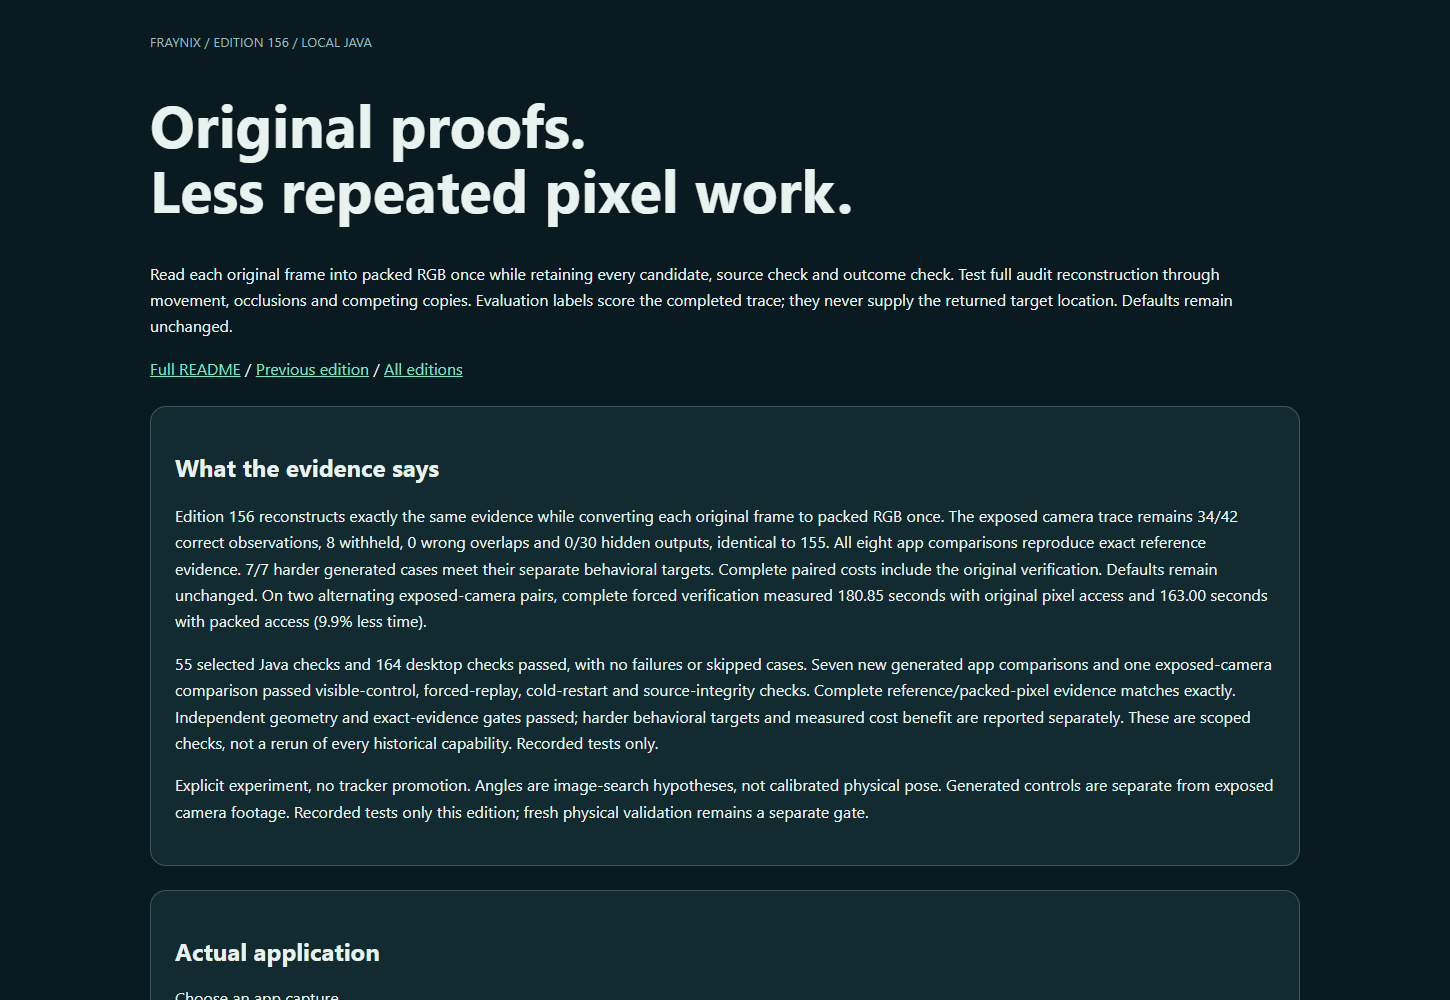 FRAYNIX / EDITION 156 / LOCAL JAVA
Original proofs.
Less repeated pixel work.
Read each original frame into packed RGB once while retaining every candidate, source check and outcome check. Test full audit reconstruction through
movement, occlusions and competing copies. Evaluation labels score the completed trace; they never supply the returned target location. Defaults remain
unchanged.
Full README / Previous edition / All editions
What the evidence says
Edition 156 reconstructs exactly the same evidence while converting each original frame to packed RGB once. The exposed camera trace remains 34/42
correct observations, 8 withheld, 0 wrong overlaps and 0/30 hidden outputs, identical to 155. All eight app comparisons reproduce exact reference
evidence. 7/7 harder generated cases meet their separate behavioral targets. Complete paired costs include the original verification. Defaults remain
unchanged. On two alternating exposed-camera pairs, complete forced verification measured 180.85 seconds with original pixel access and 163.00 seconds
with packed access (9.9% less time).
55 selected Java checks and 164 desktop checks passed, with no failures or skipped cases. Seven new generated app comparisons and one exposed-camera
comparison passed visible-control, forced-replay, cold-restart and source-integrity checks. Complete reference/packed-pixel evidence matches exactly.
Independent geometry and exact-evidence gates passed; harder behavioral targets and measured cost benefit are reported separately. These are scoped
checks, not a rerun of every historical capability. Recorded tests only.
Explicit experiment, no tracker promotion. Angles are image-search hypotheses, not calibrated physical pose. Generated controls are separate from exposed
camera footage. Recorded tests only this edition; fresh physical validation remains a separate gate.
Actual application
Choose an app capture